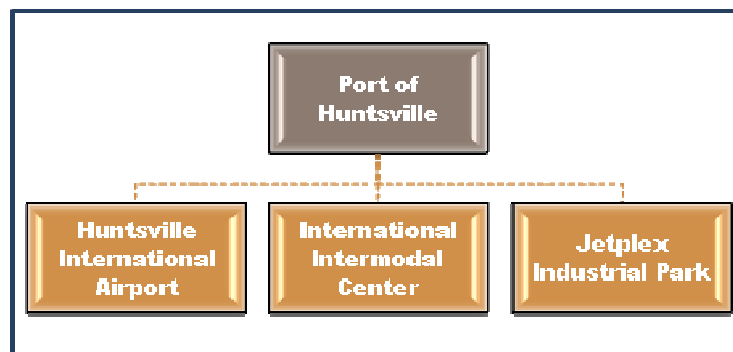 Port of
Huntsville
Huntsville
International
Airport
International
Intermodal
Center
Jetplex
Industrial Park